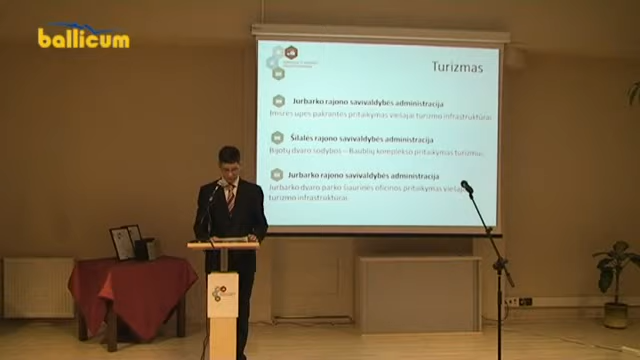 ballicum
Turizmas
Jurbarko rajono savivaldybės administracija
Imsrės upės pakrantės pritaikymas viešajai turizmo infrastruktūrai
Šilalės rajono savivaldybės administracija
Bijotų dvaro sodybos – Baublių komplekso pritaikymas turizmui
Jurbarko rajono savivaldybės administracija
Jurbarko dvaro parko šiaurinės oficinos pritaikymas viešajai
turizmo infrastruktūrai